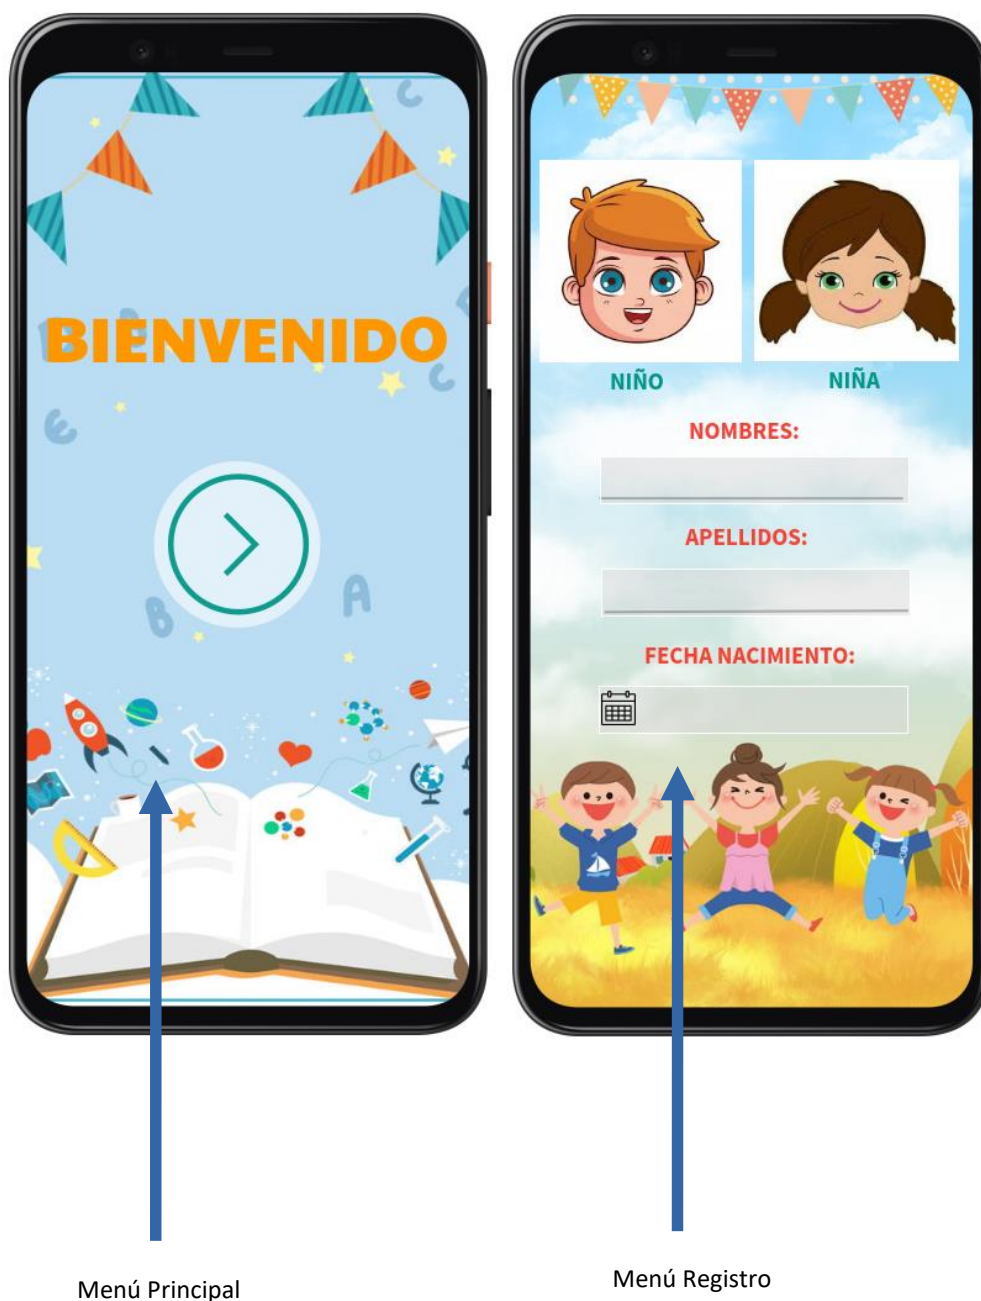 BIENVENIDO
B
A
C
C
E
NIÑO
NIÑA
NOMBRES:
APELLIDOS:
FECHA NACIMIENTO:
Menú Principal
Menú Registro